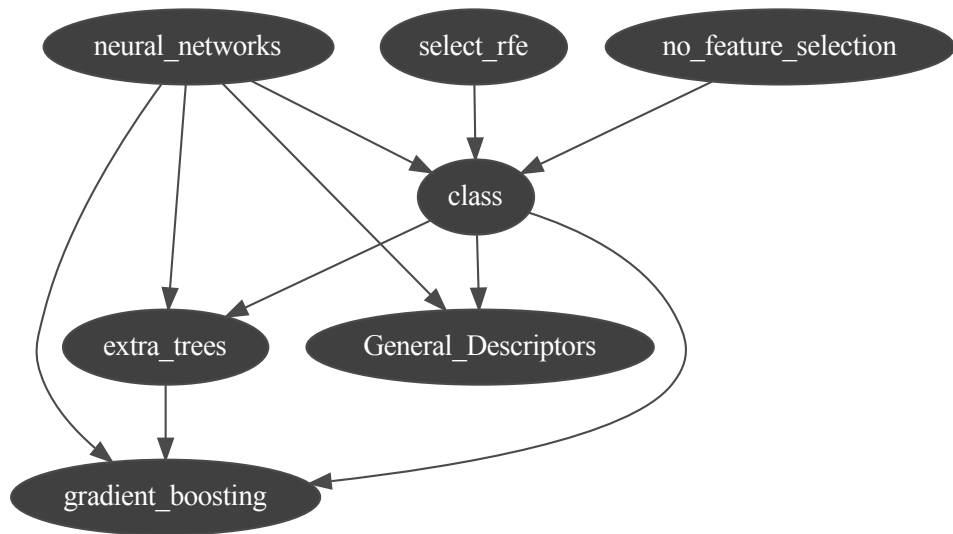 neural_networks
select_rfe
no_feature_selection
class
extra_trees
General_Descriptors
gradient_boosting